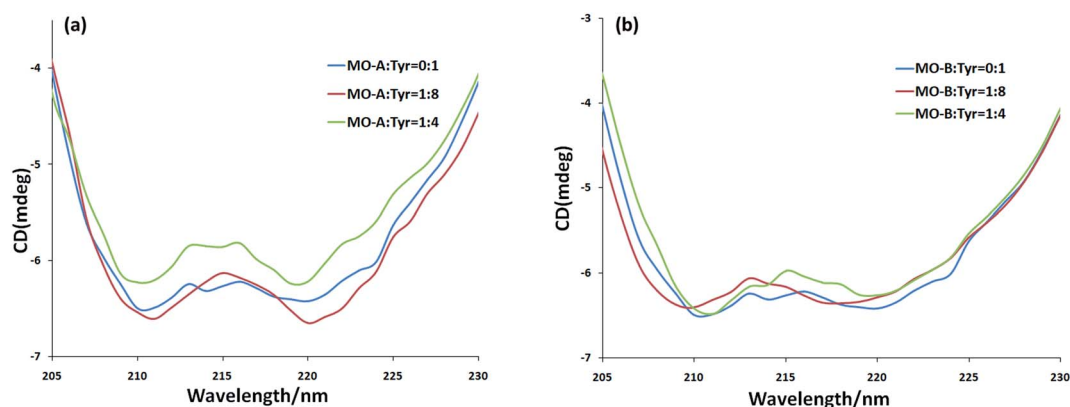 (a)
MO-A:Tyr=0:1
MO-A:Tyr=1:8
MO-A:Tyr=1:4
CD(mdeg)
-4
-5
-6
-7
205 210 215 220 225 230
Wavelength/nm
(b)
MO-B:Tyr=0:1
MO-B:Tyr=1:8
MO-B:Tyr=1:4
CD(mdeg)
-3
-4
-5
-6
-7
205 210 215 220 225 230
Wavelength/nm